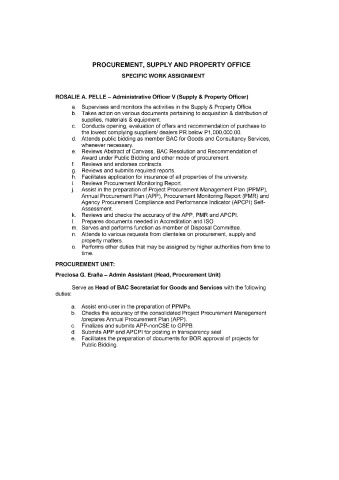 PROCUREMENT, SUPPLY AND PROPERTY OFFICE
SPECIFIC WORK ASSIGNMENT
ROSALIE A. PELLE – Administrative Officer V (Supply & Property Officer)
a. Supervises and monitors the activities in the Supply & Property Office
b. Takes action on various documents pertaining to acquisition & distribution of
supplies, materials & equipment.
c. Conducts opening, evaluation of offers and recommendation of purchase to
the lowest complying suppliers/ dealers PR below P1,000,000.00.
d. Attends public bidding as member BAC for Goods and Consultancy Services,
whenever necessary.
e. Reviews Abstract of Canvass, BAC Resolution and Recommendation of
Award under Public Bidding and other mode of procurement.
f. Reviews and endorses contracts.
g. Reviews and submits required reports.
h. Facilitates application for insurance of all properties of the university.
i. Reviews Procurement Monitoring Report.
j. Assist in the preparation of Project Procurement Management Plan (PPMP),
Annual Procurement Plan (APP), Procurement Monitoring Report (PMR) and
Agency Procurement Compliance and Performance Indicator (APCPI) Self-
Assessment.
k. Reviews and checks the accuracy of the APP, PMR and APCPI.
l. Prepares documents needed in Accreditation and ISO.
m. Serves and performs function as member of Disposal Committee.
n. Attends to various requests from clienteles on procurement, supply and
property matters.
o. Performs other duties that may be assigned by higher authorities from time to
time.
PROCUREMENT UNIT:
Preciosa G. Eraña – Admin Assistant (Head, Procurement Unit)
Serve as Head of BAC Secretariat for Goods and Services with the following
duties:
a. Assist end-user in the preparation of PPMPs.
b. Checks the accuracy of the consolidated Project Procurement Management
/prepares Annual Procurement Plan (APP).
c. Finalizes and submits APP-nonCSE to GPPB.
d. Submits APP and APCPI for posting in transparency seal
e. Facilitates the preparation of documents for BOR approval of projects for
Public Bidding.